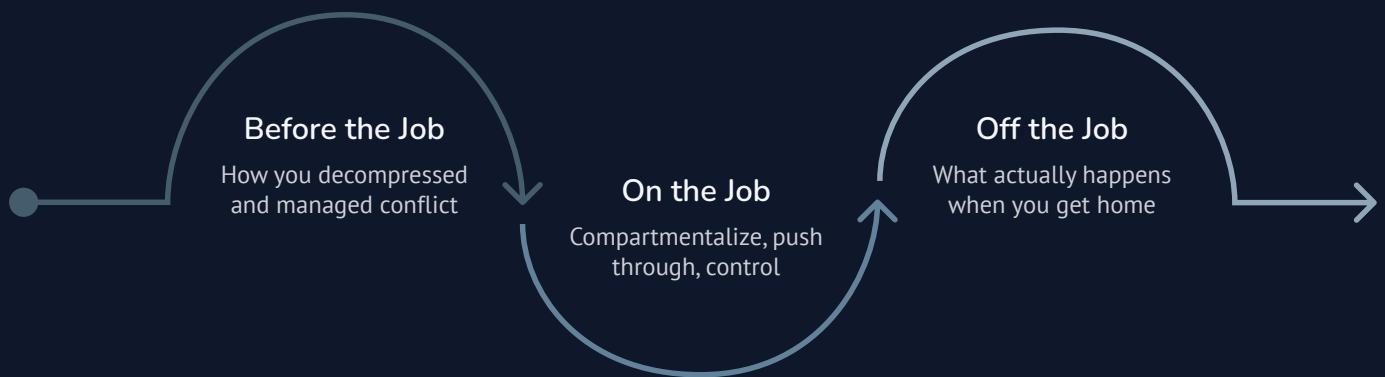 Before the Job
How you decompressed
and managed conflict
On the Job
Compartmentalize, push
through, control
Off the Job
What actually happens
when you get home